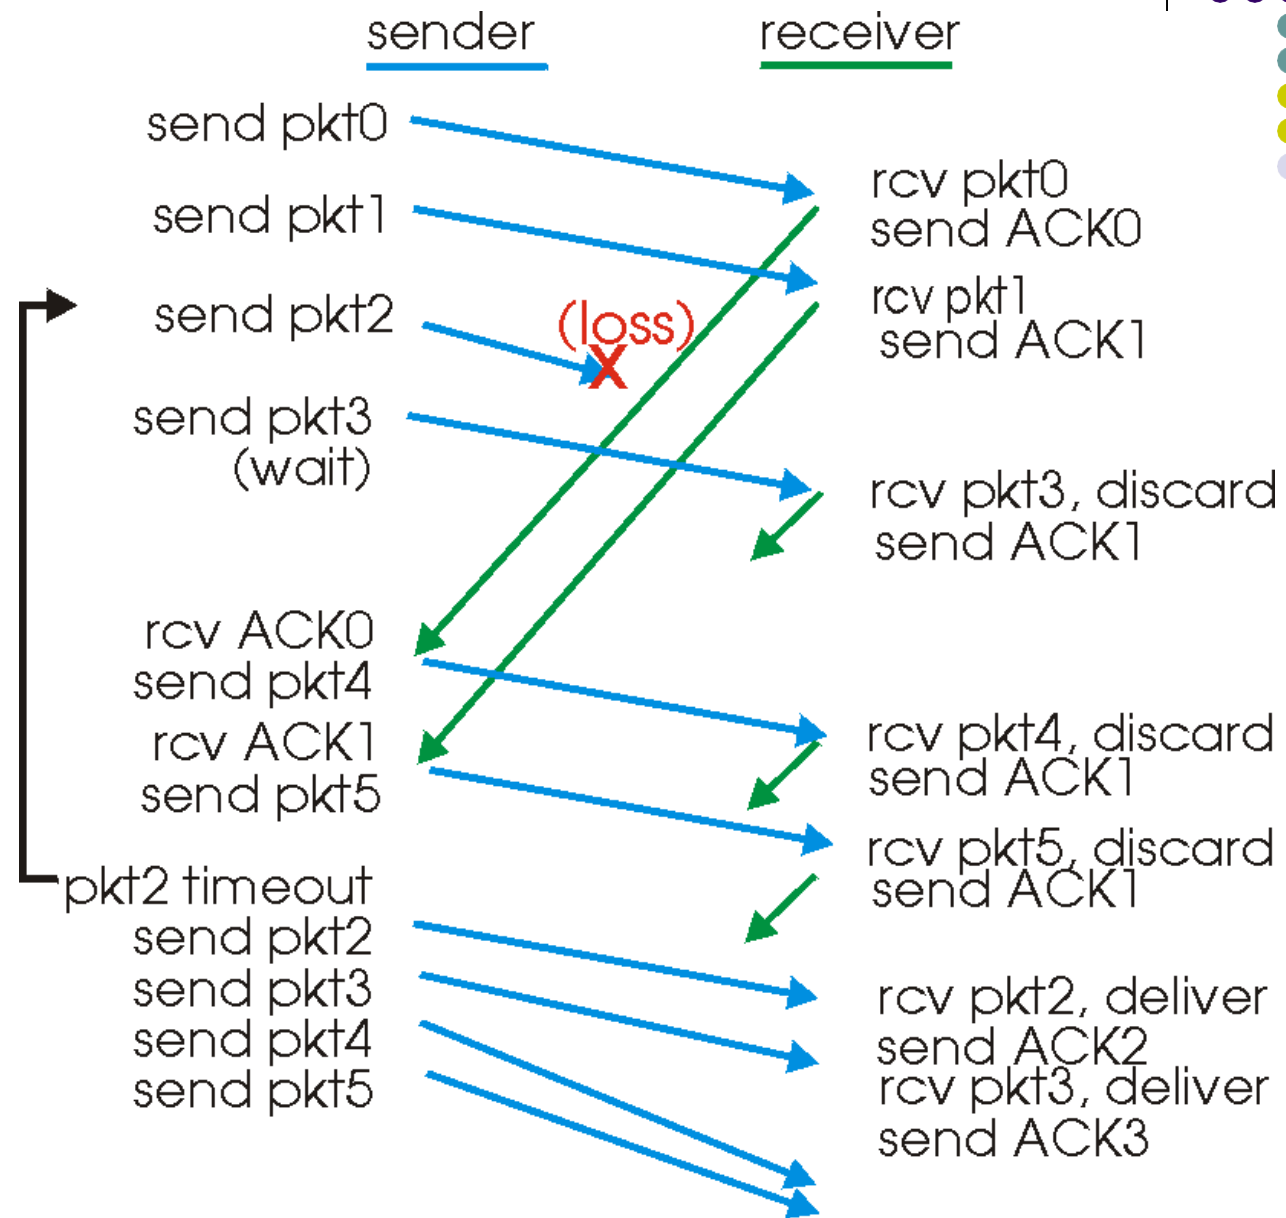 sender
receiver
send pkt0
send pkt1
send pkt2
(loss)
X
send pkt3
(wait)
rcv ACK0
send pkt4
rcv ACK1
send pkt5
pkt2 timeout
send pkt2
send pkt3
send pkt4
send pkt5
rcv pkt0
send ACK0
rcv pkt1
send ACK1
rcv pkt3, discard
send ACK1
rcv pkt4, discard
send ACK1
rcv pkt5, discard
send ACK1
rcv pkt2, deliver
send ACK2
rcv pkt3, deliver
send ACK3